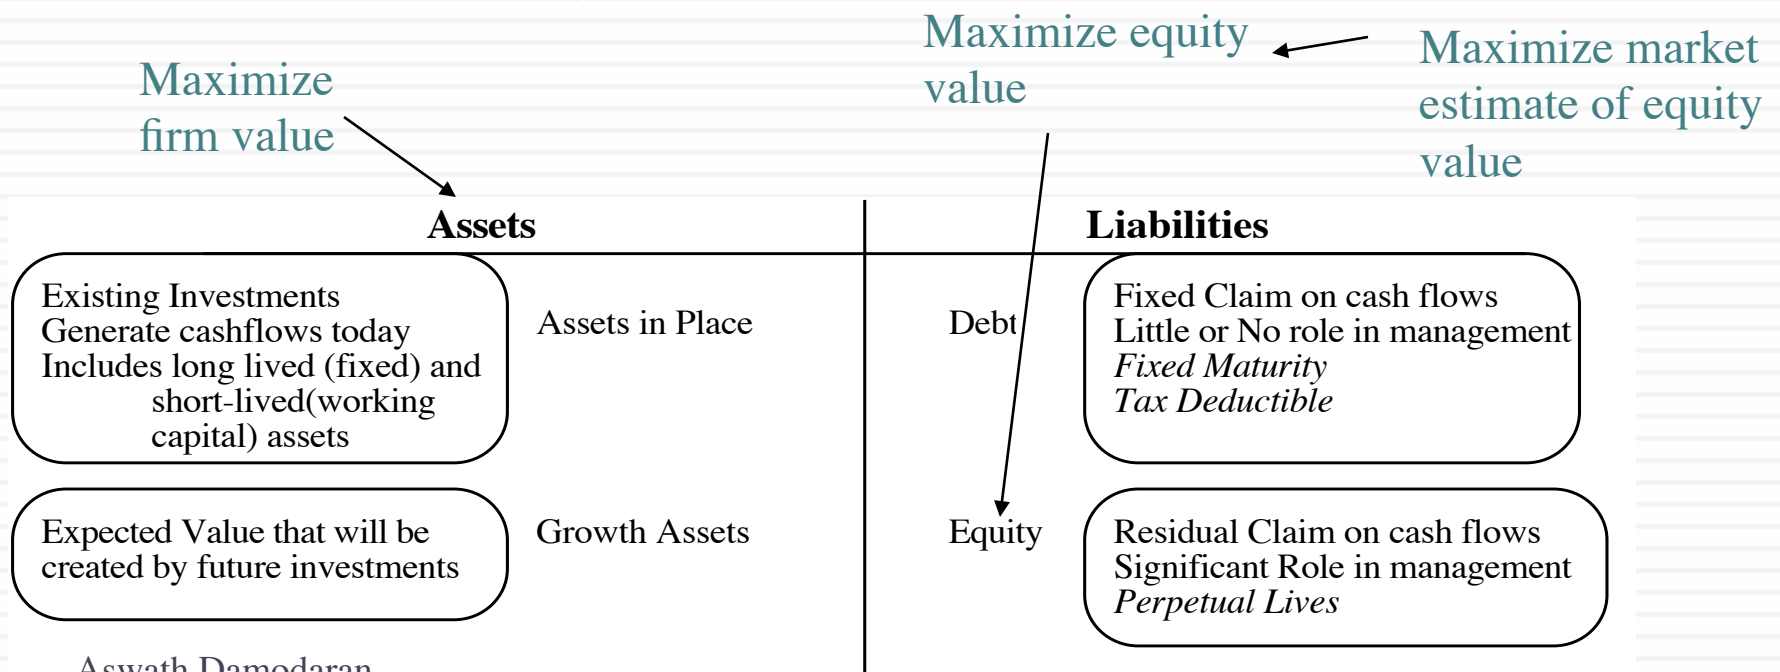 Maximize equity
value
Maximize market
estimate of equity
value
Maximize
firm value
Assets
Liabilities
Existing Investments
Generate cashflows today
Includes long lived (fixed) and
short-lived(working
capital) assets
Assets in Place
Debt
Fixed Claim on cash flows
Little or No role in management
Fixed Maturity
Tax Deductible
Expected Value that will be
created by future investments
Growth Assets
Equity
Residual Claim on cash flows
Significant Role in management
Perpetual Lives
Aswath Damodaran